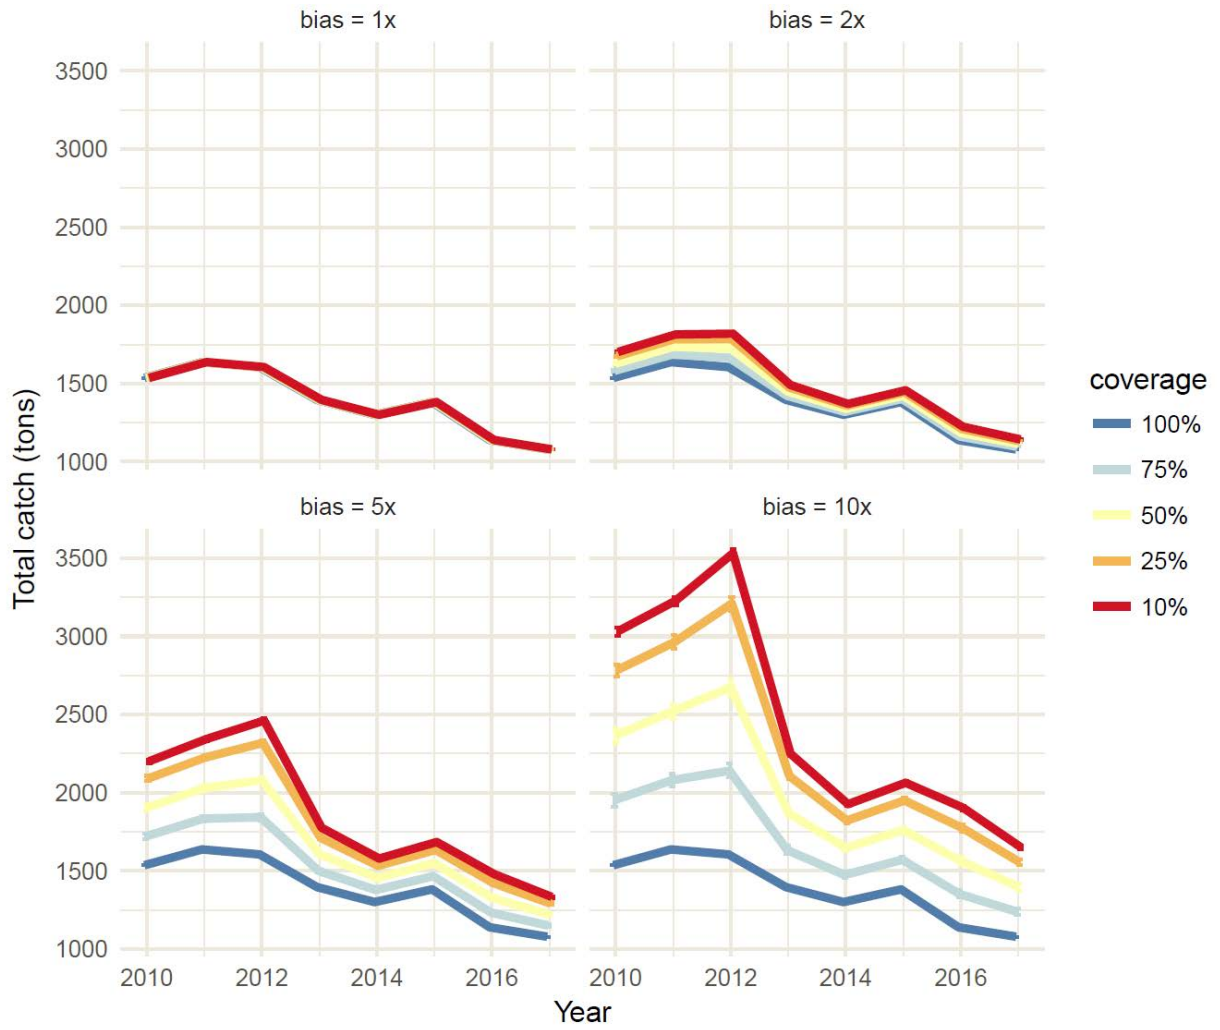 bias = 1x
bias = 2x
3500
3000
2500
2000
1500
1000
bias = 5x
bias = 10x
3500
3000
2500
2000
1500
1000
2010 2012 2014 2016
2010 2012 2014 2016
Year
Total catch (tons)
coverage
100%
75%
50%
25%
10%